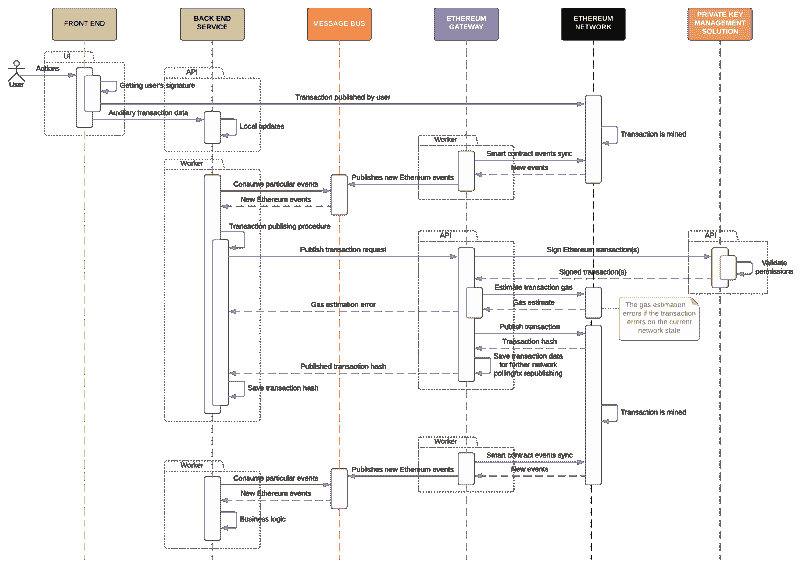 FRONT END
BACK END
SERVICE
MESSAGE BUS
ETHEREUM
GATEWAY
ETHEREUM
NETWORK
PRIVATE KEY
MANAGEMENT
SOLUTION
UI
User
Actions
Getting user's signature
API
Transaction published by user
Auxiliary transaction data
Local updates
Transaction is mined
Worker
Smart contract events sync
New events
Worker
Publishes new Ethereum events
Consume particular events
New Ethereum events
Transaction publising procedure
API
API
Publish transaction request
Sign Ethereum transaction(s)
Validate
permissions
Signed transaction(s)
Estimate transaction gas
Gas estimation error
Gas estimate
The gas estimation
errors if the transaction
errors on the current
network state
Publish transaction
Transaction hash
Save transaction data
for further network
polling/ix republishing
Published transaction hash
Save transaction hash
Transaction is mined
Worker
Smart contract events sync
New events
Worker
Publishes new Ethereum events
Consume particular events
New Ethereum events
Business logic